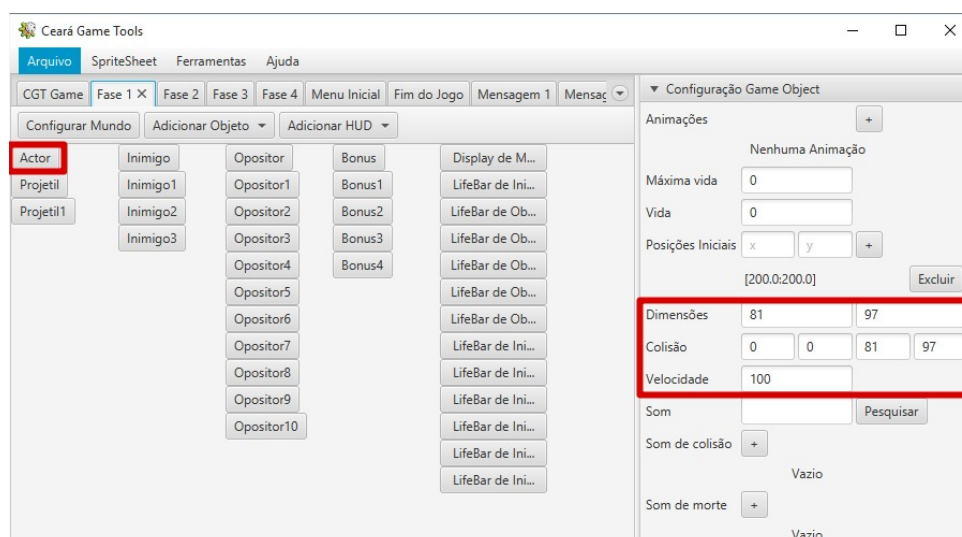 Ceará Game Tools
Arquivo SpriteSheet Ferramentas Ajuda
CGT Game Fase 1 X Fase 2 Fase 3 Fase 4 Menu Inicial Fim do Jogo Mensagem 1 Mensaç
Configurar Mundo Adicionar Objeto Adicionar HUD
Actor Inimigo Opositor Bonus Display de M...
Projetil Inimigo1 Opositor1 Bonus1 LifeBar de Ini...
Projetil1 Inimigo2 Opositor2 Bonus2 LifeBar de Ob...
Inimigo3 Opositor3 Bonus3 LifeBar de Ob...
Opositor4 Bonus4 LifeBar de Ob...
Opositor5 LifeBar de Ob...
Opositor6 LifeBar de Ob...
Opositor7 LifeBar de Ini...
Opositor8 LifeBar de Ini...
Opositor9 LifeBar de Ini...
Opositor10 LifeBar de Ini...
LifeBar de Ini...
LifeBar de Ini...
Configuração Game Object
Animações +
Nenhuma Animação
Máxima vida 0
Vida 0
Posições Iniciais x y +
[200.0:200.0] Excluir
Dimensões 81 97
Colisão 0 0 81 97
Velocidade 100
Som Pesquisar
Som de colisão +
Vazio
Som de morte +
Vazio